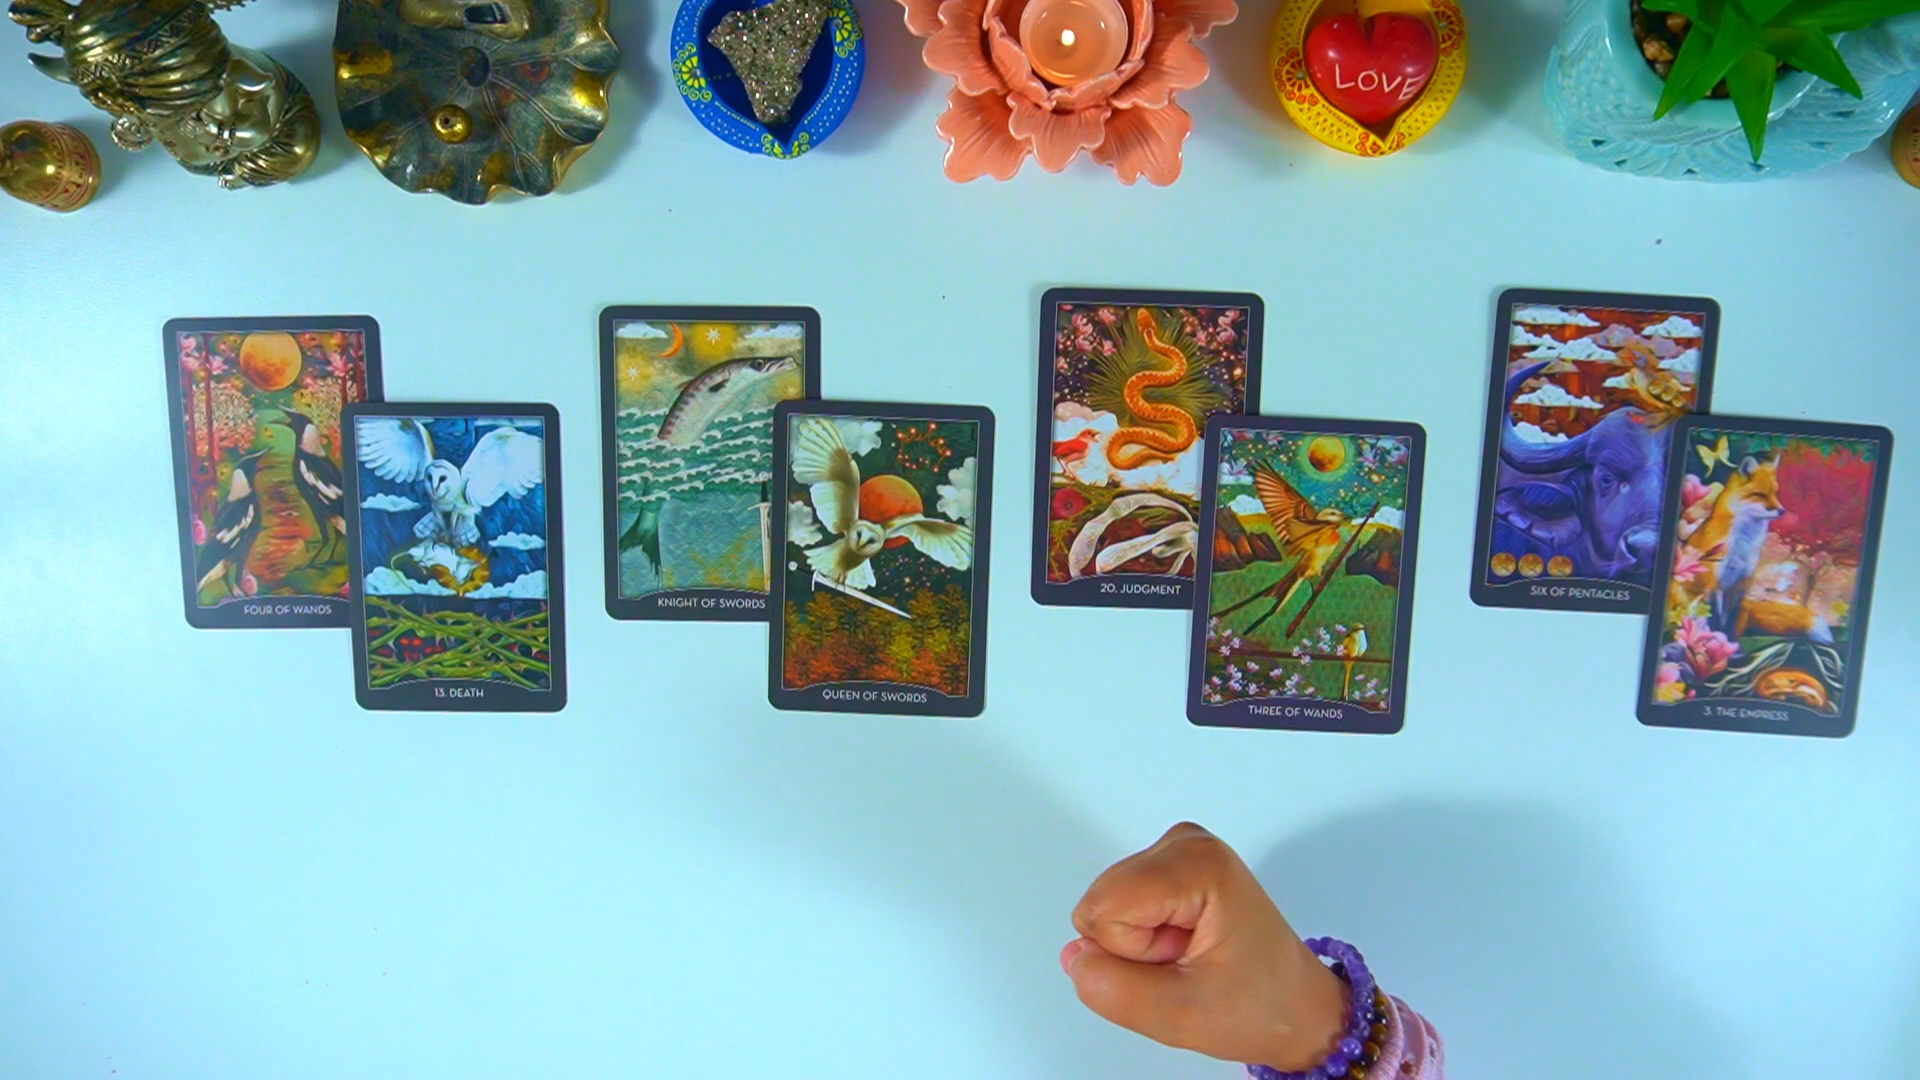 LOVE
FOUR OF WANDS
13. DEATH
KNIGHT OF SWORDS
QUEEN OF SWORDS
20. JUDGMENT
THREE OF WANDS
SIX OF PENTACLES
3. THE EMPRESS